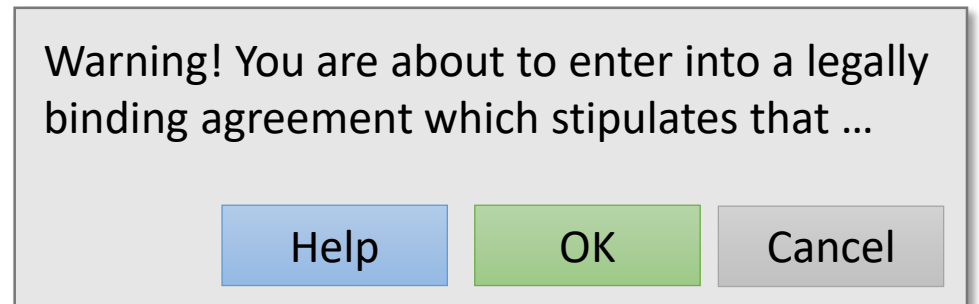 Warning! You are about to enter into a legally
binding agreement which stipulates that ...
Help OK Cancel